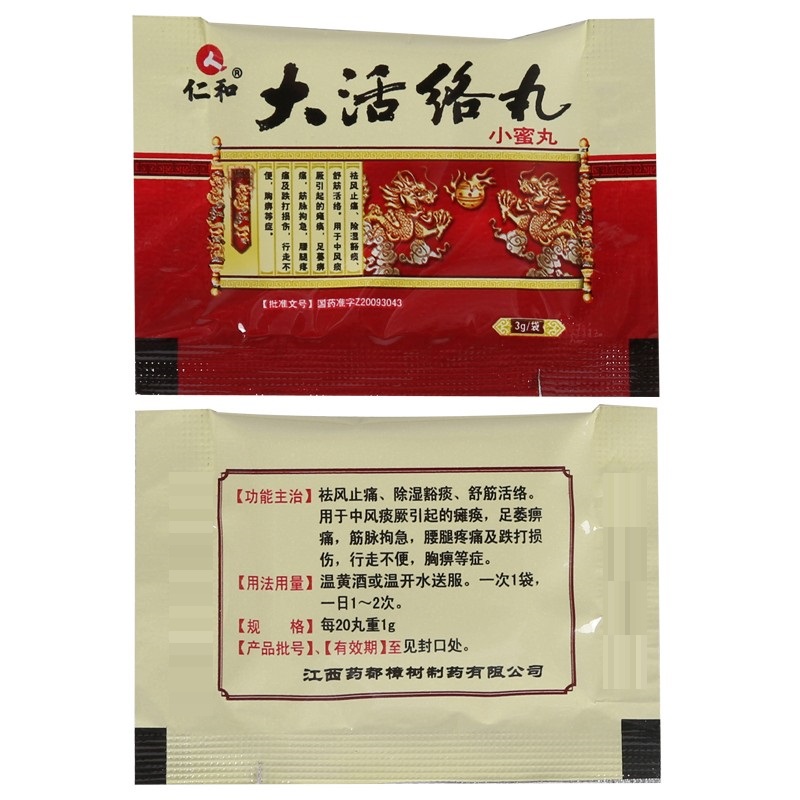 仁和®
大活络丸
小蜜丸
祛风止痛、除湿豁痰、
舒筋活络。用于中风痰
厥引起的瘫痪，足萎痹
痛，筋脉拘急，腰腿疼
痛及跌打损伤，行走不
便，胸痹等症。
【批准文号】国药准字Z20093043
3g/袋
【功能主治】祛风止痛、除湿豁痰、舒筋活络。
用于中风痰厥引起的瘫痪，足萎痹
痛，筋脉拘急，腰腿疼痛及跌打损
伤，行走不便，胸痹等症。
【用法用量】温黄酒或温开水送服。一次1袋，
一日1～2次。
【规 格】每20丸重1g
【产品批号】、【有效期】至见封口处。
江西药都樟树制药有限公司